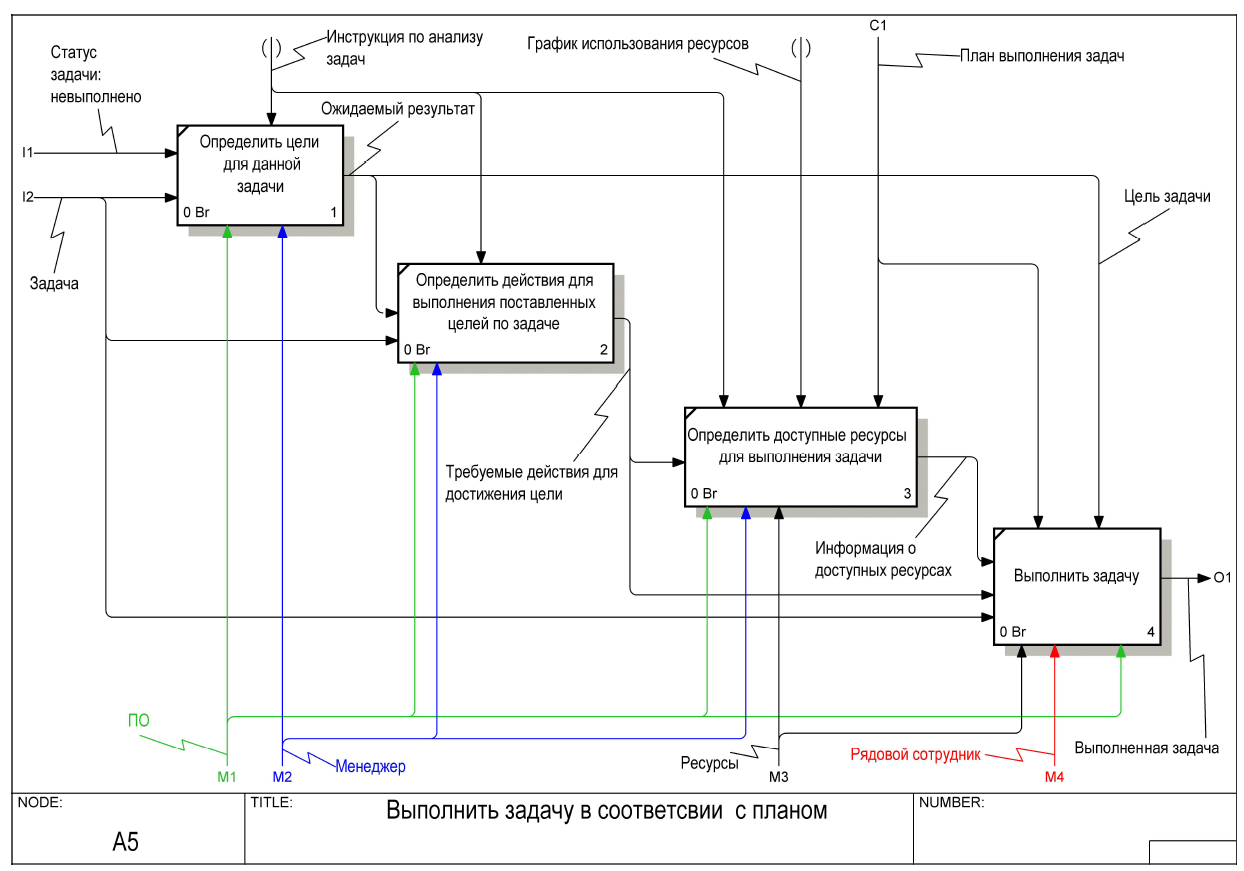 C1
Инструкция по анализу
задач
График использования ресурсов
План выполнения задач
Статус
задачи:
невыполнено
Ожидаемый результат
I1
Определить цели
для данной
задачи
0 Br 1
I2
Задача
Цель задачи
Определить действия для
выполнения поставленных
целей по задаче
0 Br 2
Требуемые действия для
достижения цели
Определить доступные ресурсы
для выполнения задачи
0 Br 3
Информация о
доступных ресурсах
Выполнить задачу
0 Br 4
O1
ПО
Менеджер
Ресурсы
Рядовой сотрудник
Выполненная задача
M1
M2
M3
M4
NODE:
A5
TITLE:
Выполнить задачу в соответсвии с планом
NUMBER: